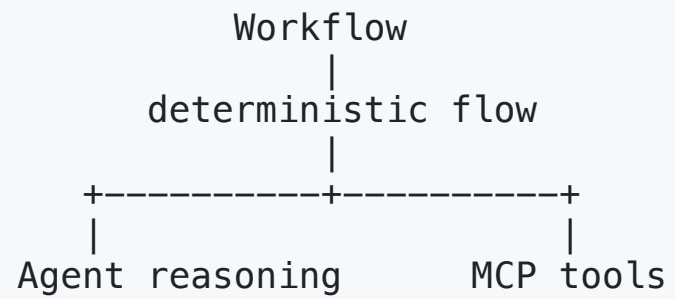 Workflow
|
deterministic flow
|
+----------+----------+
| |
Agent reasoning MCP tools